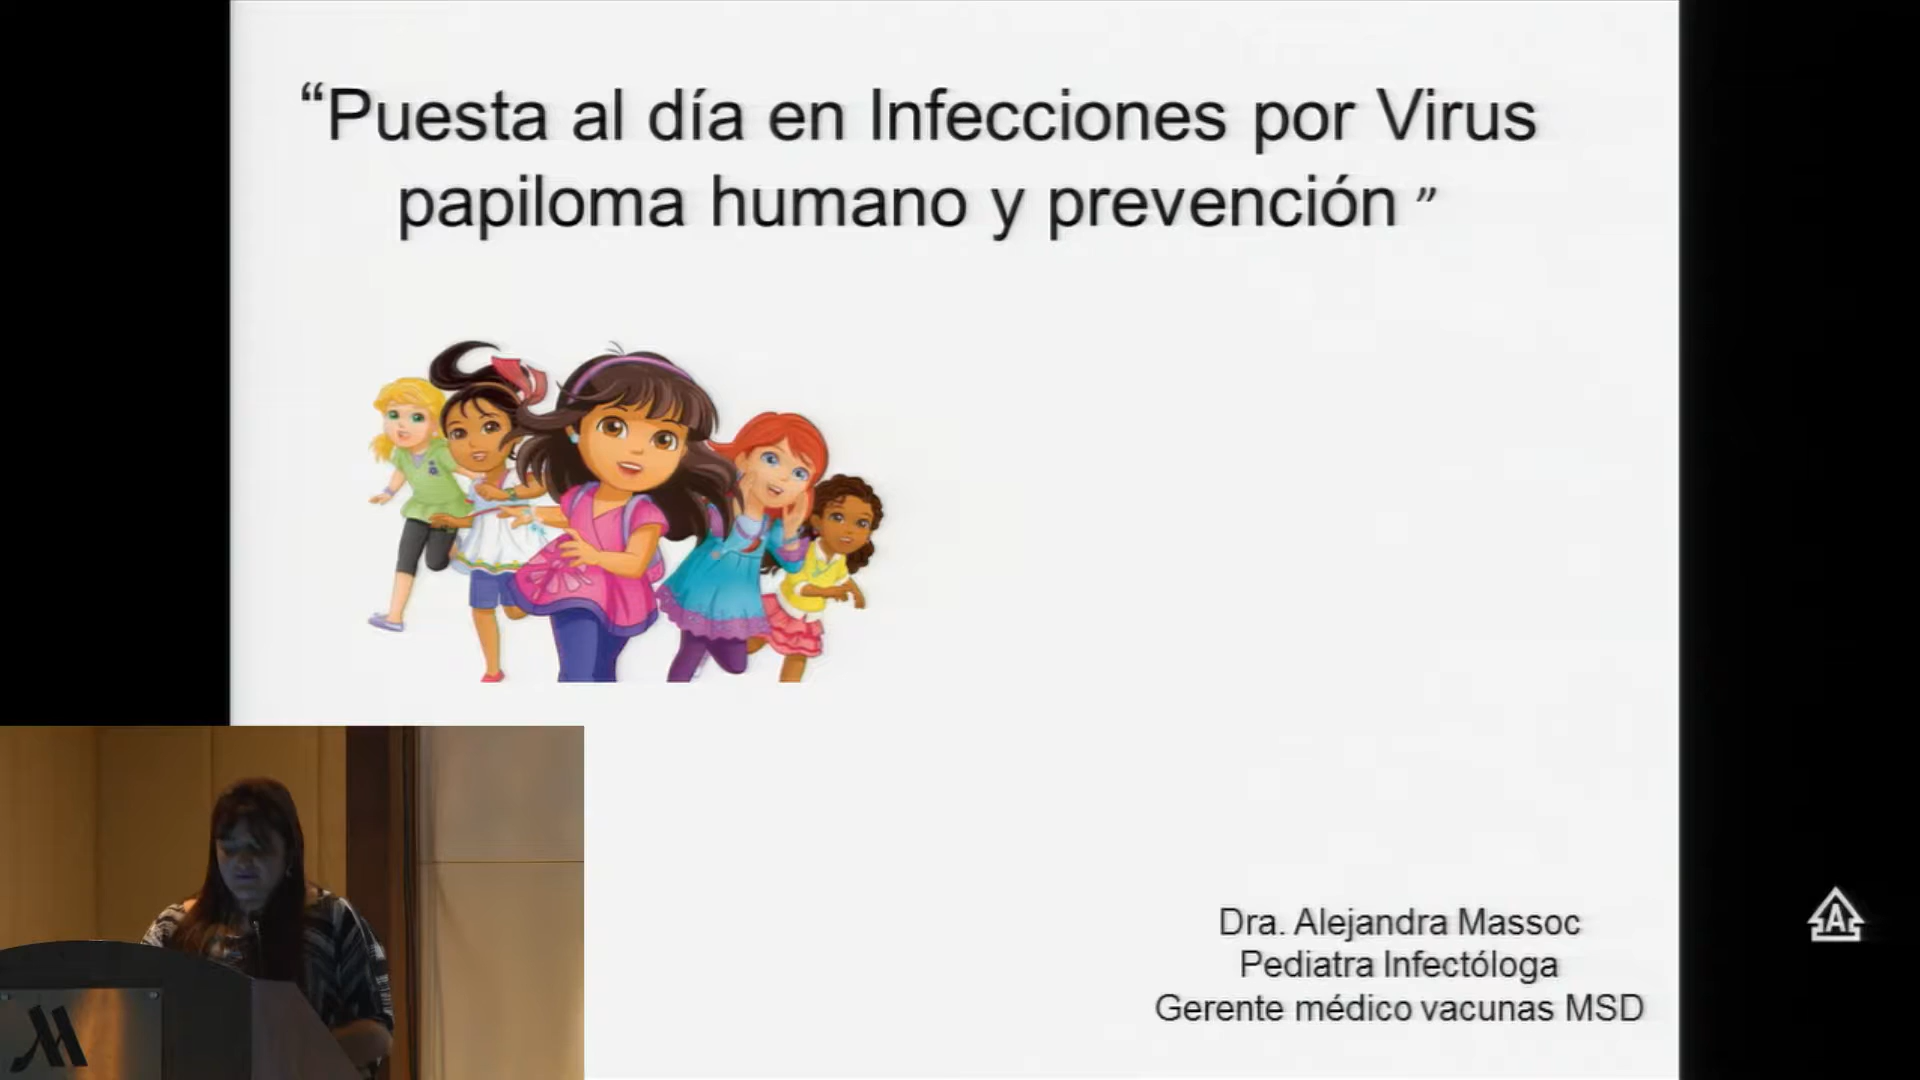 “Puesta al día en Infecciones por Virus
papiloma humano y prevención ”
Dra. Alejandra Massoc
Pediatra Infectóloga
Gerente médico vacunas MSD
A
M